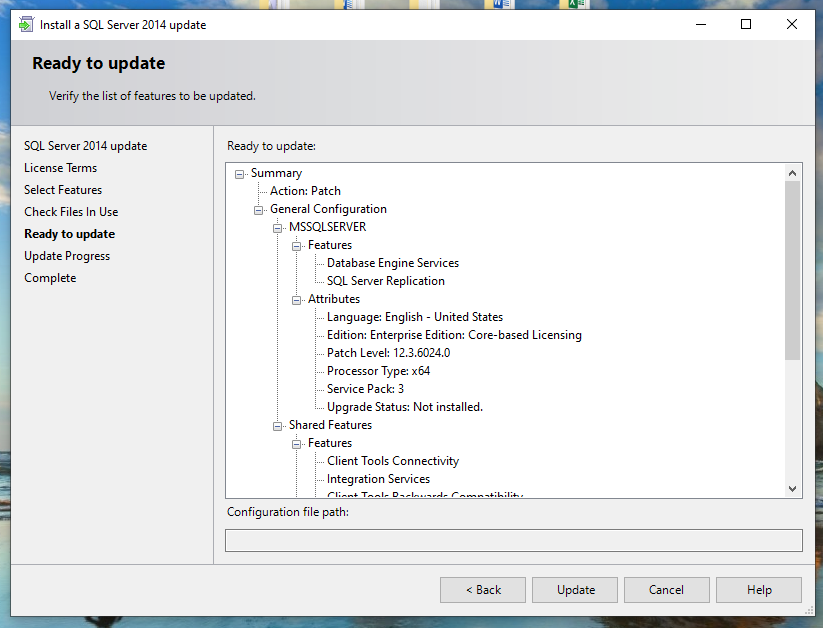 Install a SQL Server 2014 update
Ready to update
Verify the list of features to be updated.
SQL Server 2014 update
License Terms
Select Features
Check Files In Use
Ready to update
Update Progress
Complete
Ready to update:
Summary
Action: Patch
General Configuration
MSSQLSERVER
Features
Database Engine Services
SQL Server Replication
Attributes
Language: English - United States
Edition: Enterprise Edition: Core-based Licensing
Patch Level: 12.3.6024.0
Processor Type: x64
Service Pack: 3
Upgrade Status: Not installed.
Shared Features
Features
Client Tools Connectivity
Integration Services
Client Tools Backwards Compatibility
Configuration file path:
< Back
Update
Cancel
Help